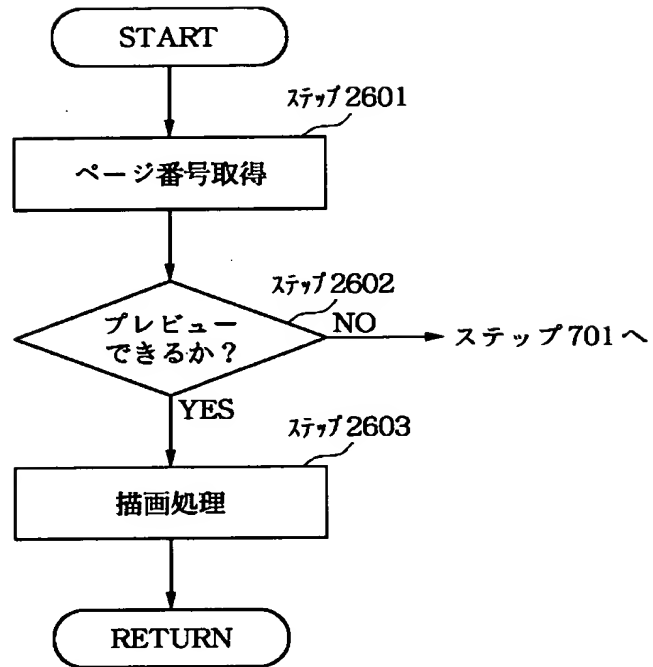 START
ステップ2601
ページ番号取得
ステップ2602
プレビュー
できるか?
NO
ステップ701へ
YES
ステップ2603
描画処理
RETURN